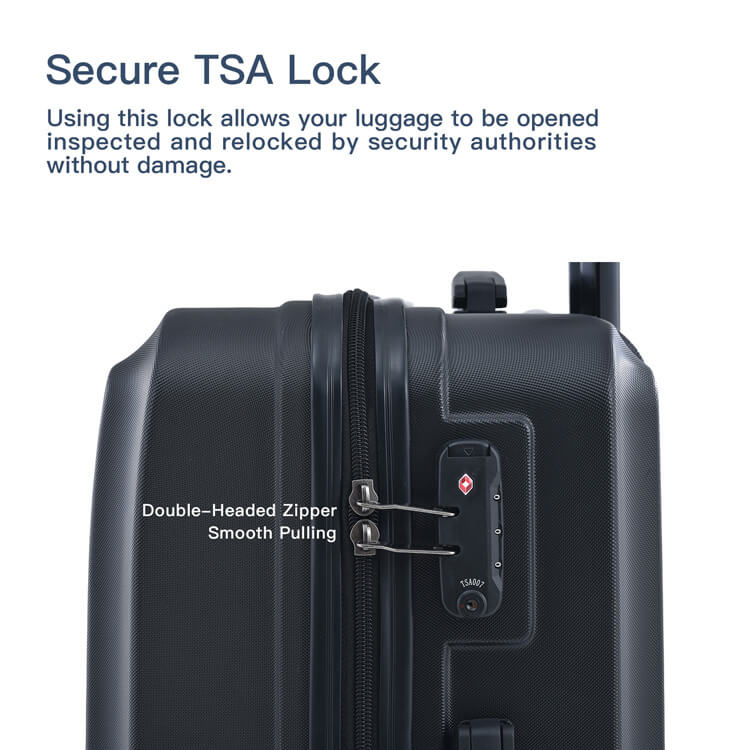 Secure TSA Lock
Using this lock allows your luggage to be opened
inspected and relocked by security authorities
without damage.
Double-Headed Zipper
Smooth Pulling
TSA007